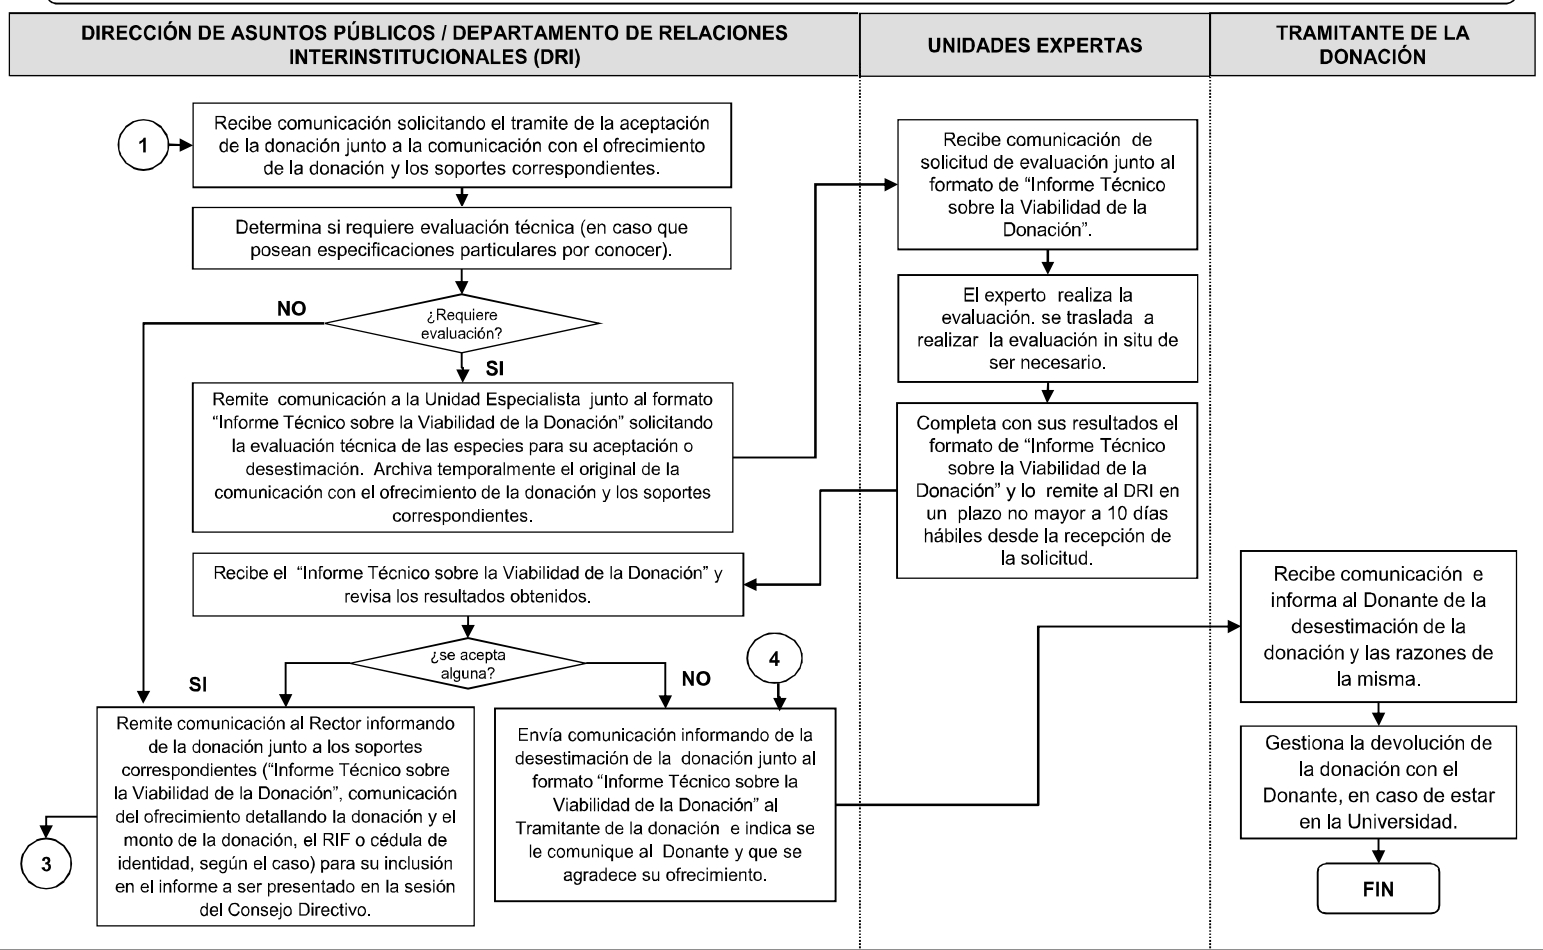 DIRECCIÓN DE ASUNTOS PÚBLICOS / DEPARTAMENTO DE RELACIONES
INTERINSTITUCIONALES (DRI)
UNIDADES EXPERTAS
TRAMITANTE DE LA
DONACIÓN
1
Recibe comunicación solicitando el tramite de la aceptación
de la donación junto a la comunicación con el ofrecimiento
de la donación y los soportes correspondientes.
Determina si requiere evaluación técnica (en caso que
posean especificaciones particulares por conocer).
¿Requiere
evaluación?
NO
SI
Remite comunicación a la Unidad Especialista junto al formato
“Informe Técnico sobre la Viabilidad de la Donación” solicitando
la evaluación técnica de las especies para su aceptación o
desestimación. Archiva temporalmente el original de la
comunicación con el ofrecimiento de la donación y los soportes
correspondientes.
Recibe comunicación de
solicitud de evaluación junto al
formato de “Informe Técnico
sobre la Viabilidad de la
Donación”.
El experto realiza la
evaluación. se traslada a
realizar la evaluación in situ de
ser necesario.
Completa con sus resultados el
formato de “Informe Técnico
sobre la Viabilidad de la
Donación” y lo remite al DRI en
un plazo no mayor a 10 días
hábiles desde la recepción de
la solicitud.
Recibe el “Informe Técnico sobre la Viabilidad de la Donación” y
revisa los resultados obtenidos.
¿se acepta
alguna?
SI
NO
4
Remite comunicación al Rector informando
de la donación junto a los soportes
correspondientes (“Informe Técnico sobre
la Viabilidad de la Donación”, comunicación
del ofrecimiento detallando la donación y el
monto de la donación, el RIF o cédula de
identidad, según el caso) para su inclusión
en el informe a ser presentado en la sesión
del Consejo Directivo.
3
Envía comunicación informando de la
desestimación de la donación junto al
formato “Informe Técnico sobre la
Viabilidad de la Donación” al
Tramitante de la donación e indica se
le comunique al Donante y que se
agradece su ofrecimiento.
Recibe comunicación e
informa al Donante de la
desestimación de la
donación y las razones de
la misma.
Gestiona la devolución de
la donación con el
Donante, en caso de estar
en la Universidad.
FIN